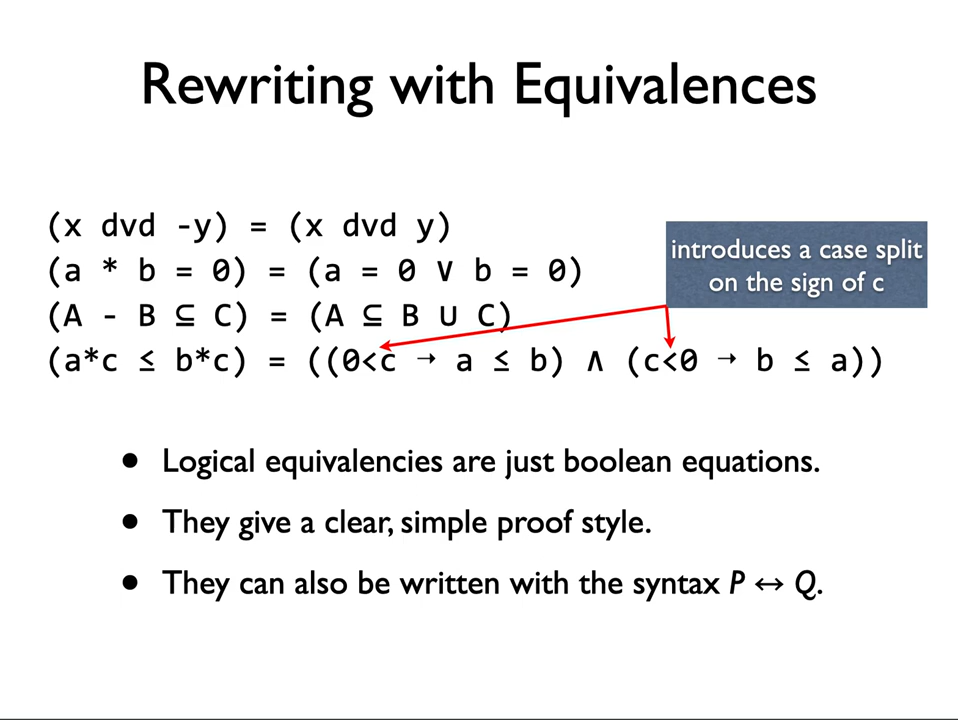 Rewriting with Equivalences
(x dvd -y) = (x dvd y)
(a * b = 0) = (a = 0 ∨ b = 0)
(A - B ⊆ C) = (A ⊆ B ∪ C)
(a*c ≤ b*c) = ((0<c → a ≤ b) ∧ (c<0 → b ≤ a))
introduces a case split
on the sign of c
• Logical equivalencies are just boolean equations.
• They give a clear, simple proof style.
• They can also be written with the syntax P ↔ Q.